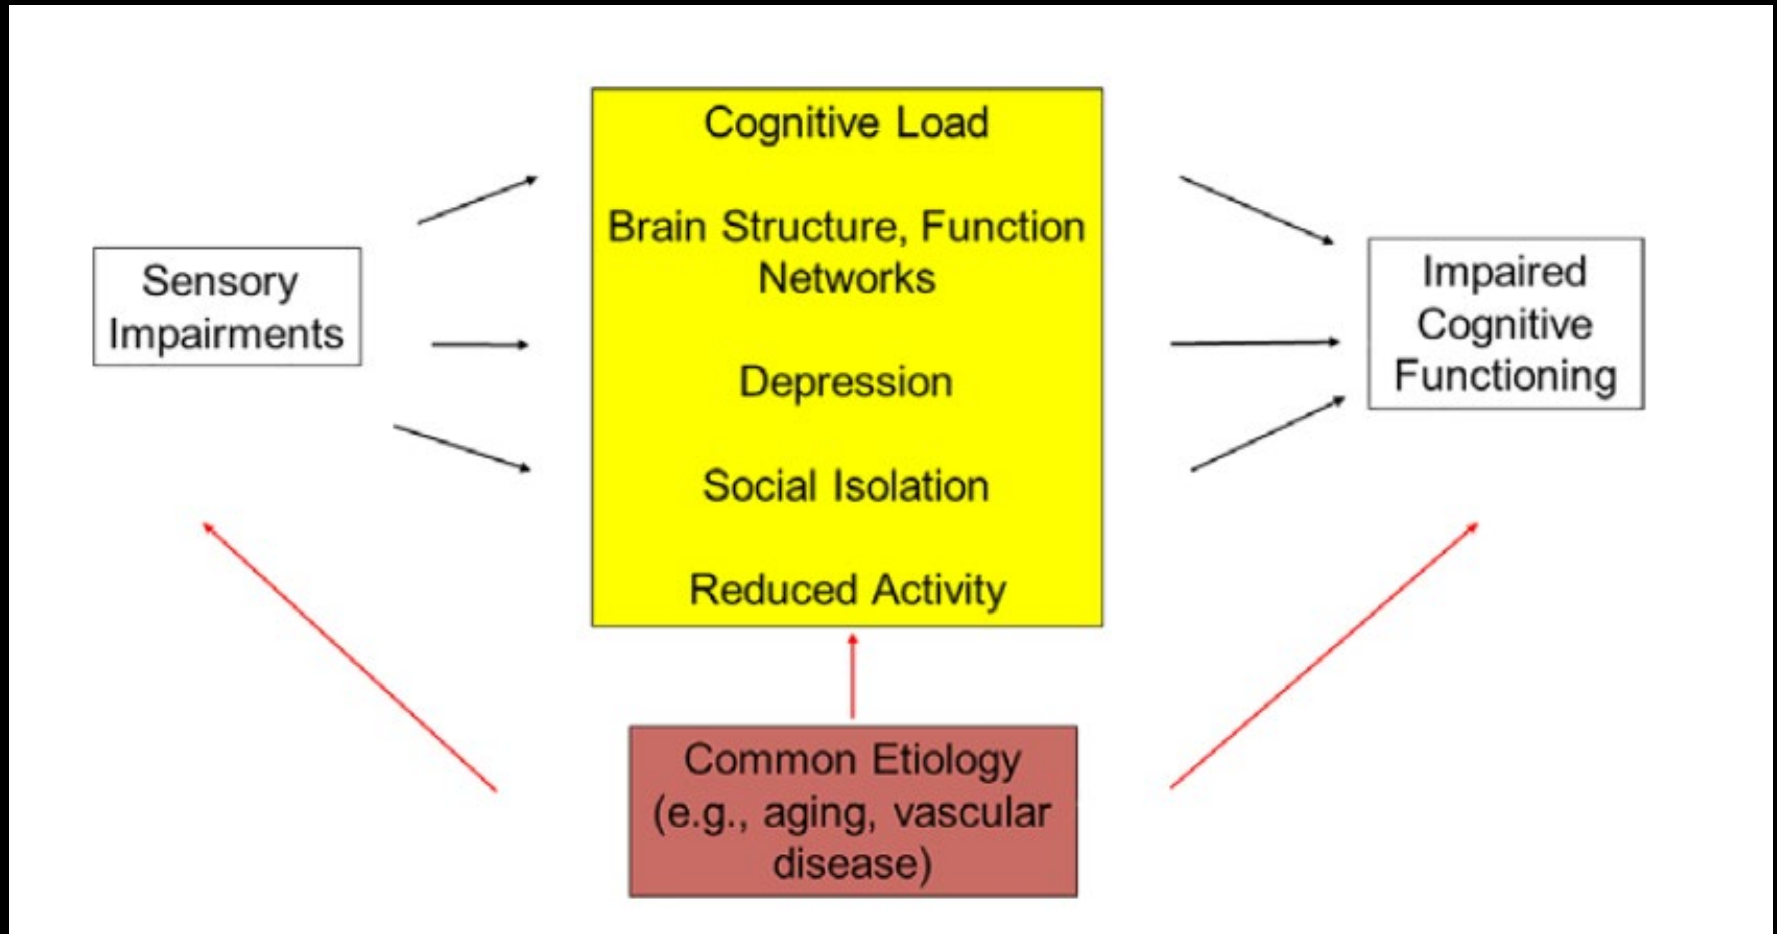 Sensory
Impairments
Cognitive Load
Brain Structure, Function
Networks
Depression
Social Isolation
Reduced Activity
Impaired
Cognitive
Functioning
Common Etiology
(e.g., aging, vascular
disease)